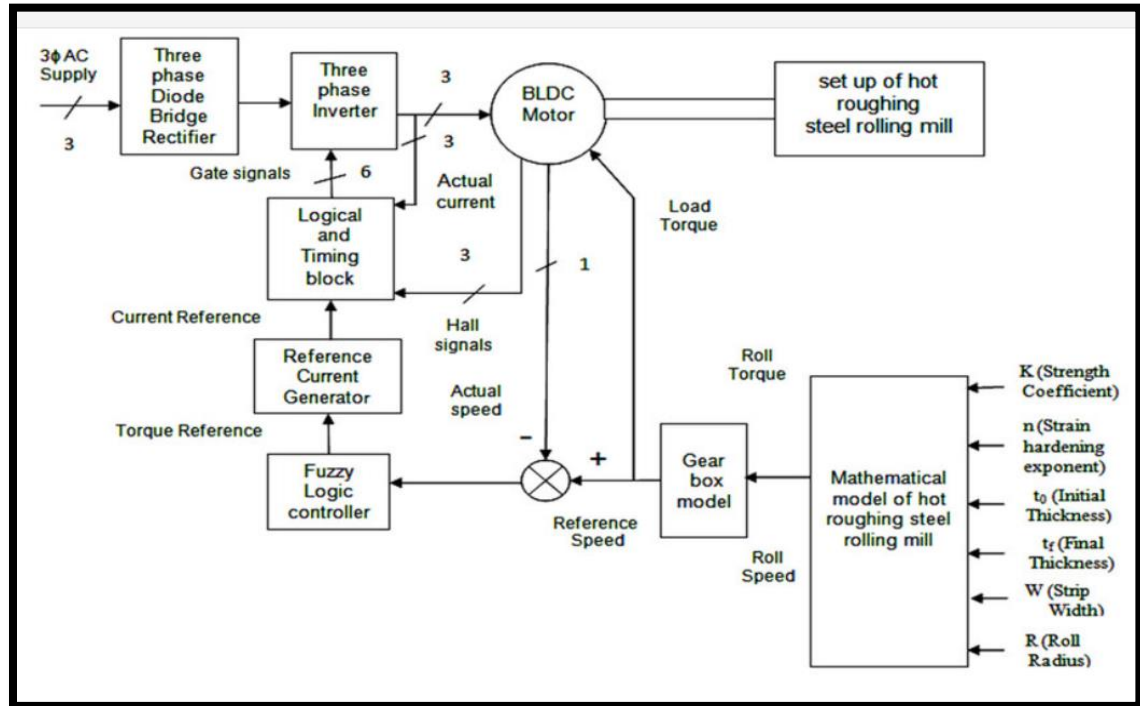 3ϕ AC
Supply
3
Three
phase
Diode
Bridge
Rectifier
Three
phase
Inverter
3
3
BLDC
Motor
set up of hot
roughing
steel rolling mill
Gate signals
6
Actual
current
Load
Torque
Logical
and
Timing
block
3
1
Current Reference
Hall
signals
Reference
Current
Generator
Actual
speed
Roll
Torque
K (Strength
Coefficient)
Torque Reference
-
+
n (Strain
hardening
exponent)
Fuzzy
Logic
controller
Gear
box
model
Mathematical
model of hot
roughing steel
rolling mill
t₀ (Initial
Thickness)
Reference
Speed
Roll
Speed
tf (Final
Thickness)
W (Strip
Width)
R (Roll
Radius)